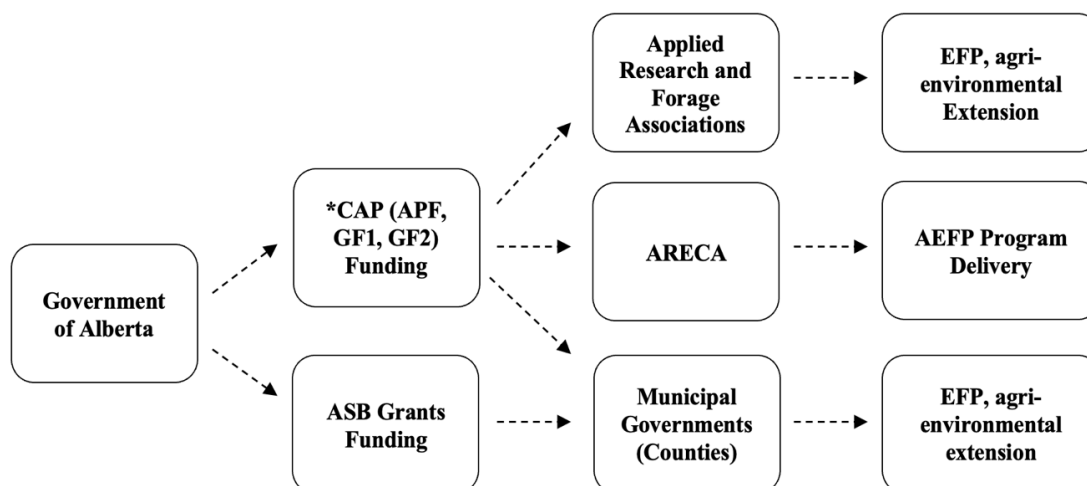 Government
of Alberta
*CAP (APF,
GF1, GF2)
Funding
ASB Grants
Funding
Applied
Research and
Forage
Associations
ARECA
Municipal
Governments
(Counties)
EFP, agri-
environmental
Extension
AEFP Program
Delivery
EFP, agri-
environmental
extension